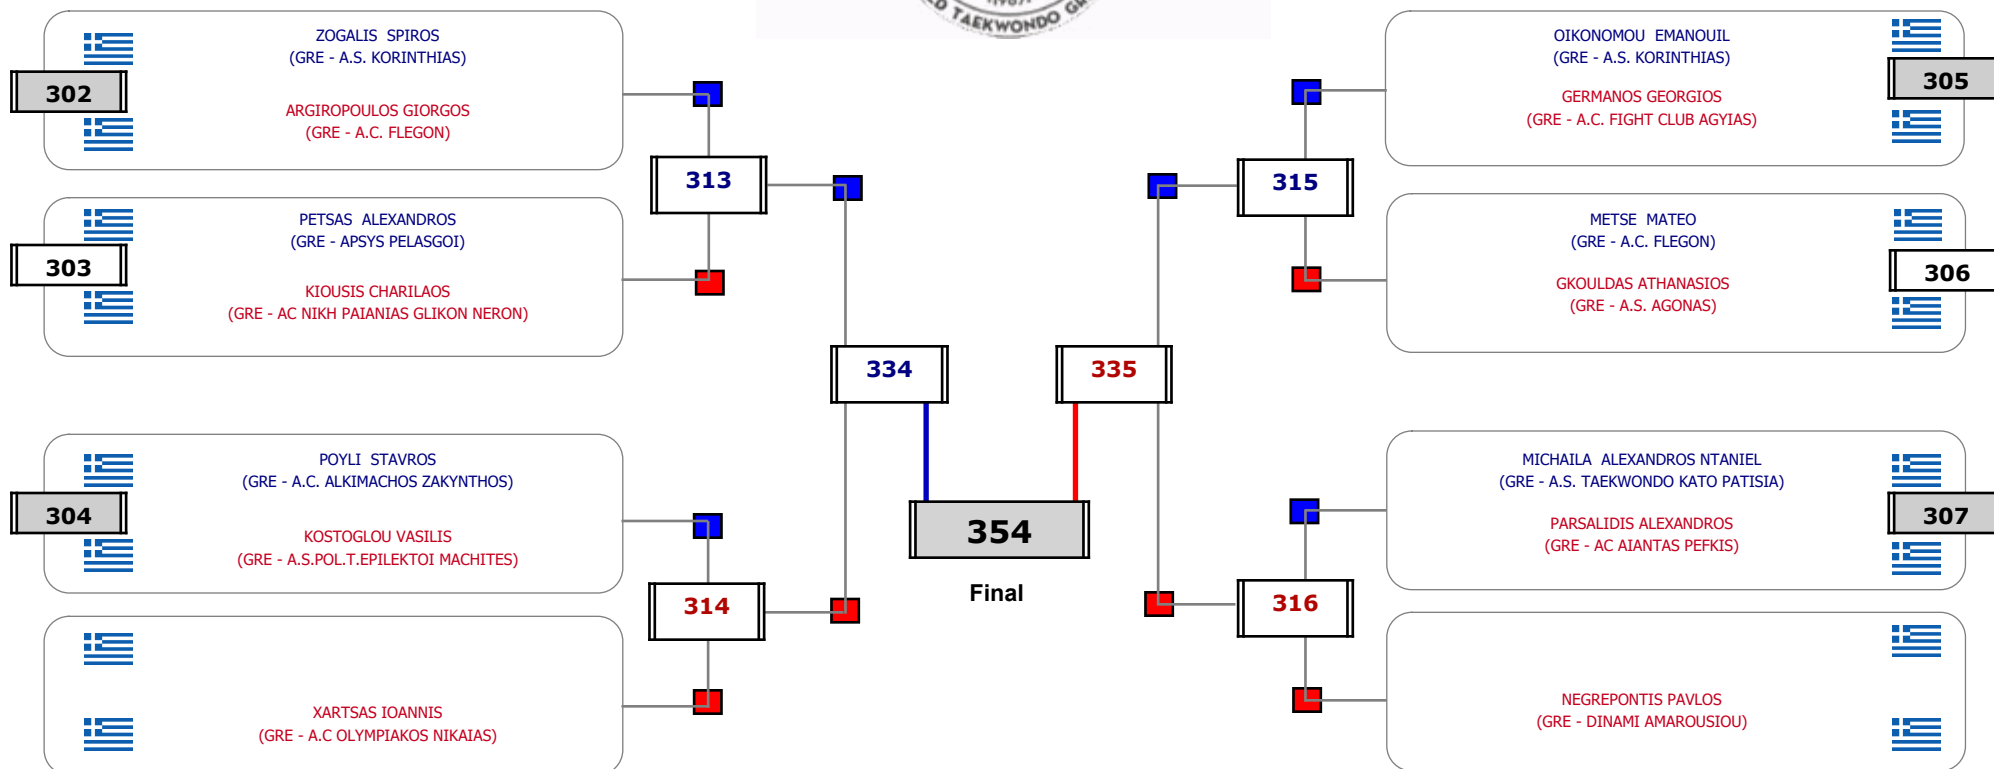 TAEKWONDO
ZOGALIS SPIROS
(GRE - A.S. KORINTHIAS)
302
ARGIROPOULOS GIORGOS
(GRE - A.C. FLEGON)
313
PETSAS ALEXANDROS
(GRE - APSYS PELASGOI)
303
KIOUSIS CHARILAOS
(GRE - AC NIKH PAIANIAS GLIKON NERON)
334
POYLI STAVROS
(GRE - A.C. ALKIMACHOS ZAKYNTHOS)
304
KOSTOGLOU VASILIS
(GRE - A.S.POL.T.EPILEKTOI MACHITES)
314
XARTSAS IOANNIS
(GRE - A.C OLYMPIAKOS NIKAIAS)
354
Final
OIKONOMOU EMANOUIL
(GRE - A.S. KORINTHIAS)
305
GERMANOS GEORGIOS
(GRE - A.C. FIGHT CLUB AGYIAS)
315
METSE MATEO
(GRE - A.C. FLEGON)
306
GKOULDAS ATHANASIOS
(GRE - A.S. AGONAS)
335
MICHAILA ALEXANDROS NTANIEL
(GRE - A.S. TAEKWONDO KATO PATISIA)
307
PARSALIDIS ALEXANDROS
(GRE - AC AIANTAS PEFKIS)
316
NEGREPONTIS PAVLOS
(GRE - DINAMI AMAROUSIOU)